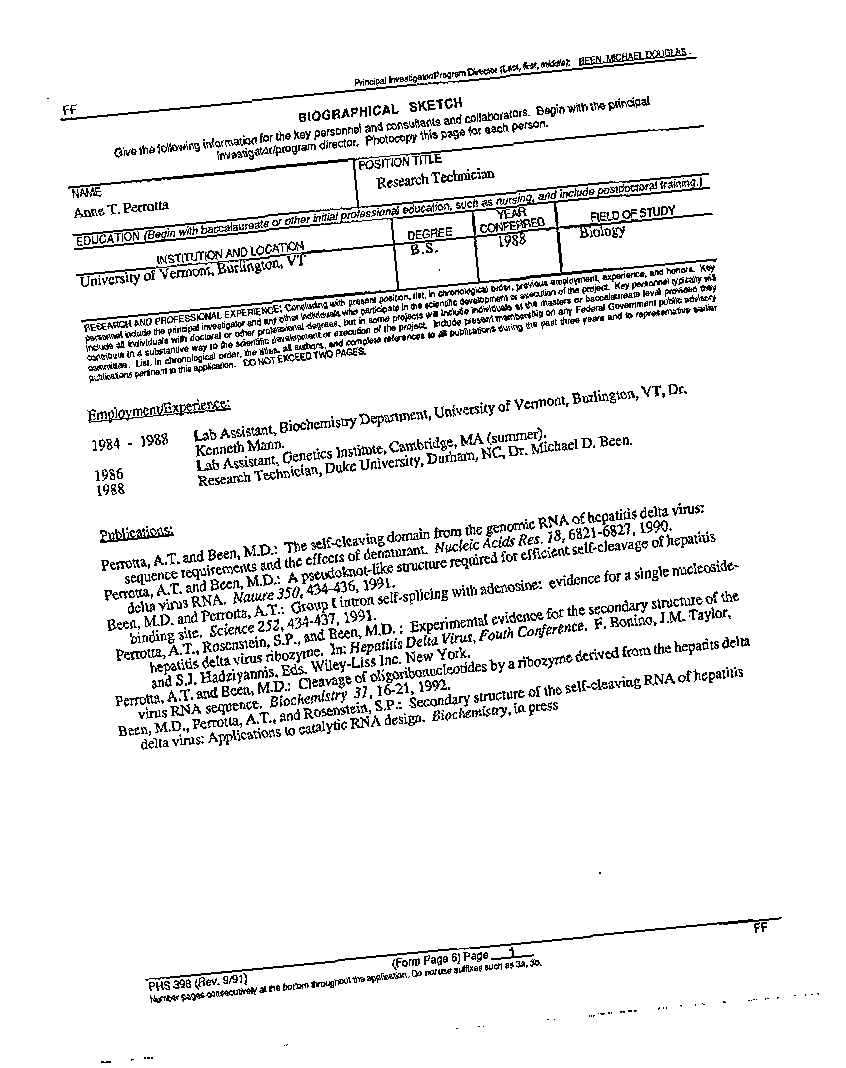 Principal Investigator/Program Director (Last, first, middle): BEEN, MICHAEL DOUGLAS
FF
BIOGRAPHICAL SKETCH
Give the following information for the key personnel and consultants and collaborators. Begin with the principal
investigator/program director. Photocopy this page for each person.
NAME
POSITION TITLE
Anne T. Perrotta
Research Technician
EDUCATION (Begin with baccalaureate or other initial professional education, such as nursing, and include postdoctoral training.)
INSTITUTION AND LOCATION
DEGREE
YEAR
CONFERRED
FIELD OF STUDY
University of Vermont, Burlington, VT
B.S.
1988
Biology
RESEARCH AND PROFESSIONAL EXPERIENCE: Concluding with present position, list, in chronological order, previous employment, experience, and honors. Key
personnel include the principal investigator and any other individuals who participate in the scientific development or execution of the project. Key personnel typically will
include all individuals with doctoral or other professional degrees, but in some projects will include individuals at the masters or baccalaureate level provided they
contribute in a substantive way to the scientific development or execution of the project. Include present membership on any Federal Government public advisory
committee. List, in chronological order, the titles, all authors, and complete references to all publications during the past three years and to representative earlier
publications pertinent to this application. DO NOT EXCEED TWO PAGES.
Employment/Experience:
1984 - 1988 Lab Assistant, Biochemistry Department, University of Vermont, Burlington, VT, Dr.
Kenneth Mann.
1986 Lab Assistant, Genetics Institute, Cambridge, MA (summer).
1988 Research Technician, Duke University, Durham, NC, Dr. Michael D. Been.
Publications:
Perrotta, A.T. and Been, M.D.: The self-cleaving domain from the genomic RNA of hepatitis delta virus:
sequence requirements and the effects of denaturant. Nucleic Acids Res. 18, 6821-6827, 1990.
Perrotta, A.T. and Been, M.D.: A pseudoknot-like structure required for efficient self-cleavage of hepatitis
delta virus RNA. Nature 350, 434-436, 1991.
Been, M.D. and Perrotta, A.T.: Group I intron self-splicing with adenosine: evidence for a single nucleoside-
binding site. Science 252, 434-437, 1991.
Perrotta, A.T., Rosenstein, S.P., and Been, M.D. : Experimental evidence for the secondary structure of the
hepatitis delta virus ribozyme. In: Hepatitis Delta Virus, Fouth Conference. F. Bonino, J.M. Taylor,
and S.J. Hadziyannis, Eds. Wiley-Liss Inc. New York.
Perrotta, A.T. and Been, M.D.: Cleavage of oligoribonucleotides by a ribozyme derived from the heparits delta
virus RNA sequence. Biochemistry 31, 16-21, 1992.
Been, M.D., Perrotta, A.T., and Rosenstein, S.P.: Secondary structure of the self-cleaving RNA of hepatitis
delta virus: Applications to catalytic RNA design. Biochemistry, in press
FF
PHS 398 (Rev. 9/91)
(Form Page 6) Page 1
Number pages consecutively at the bottom throughout the application. Do not use suffixes such as 3a, 3b.